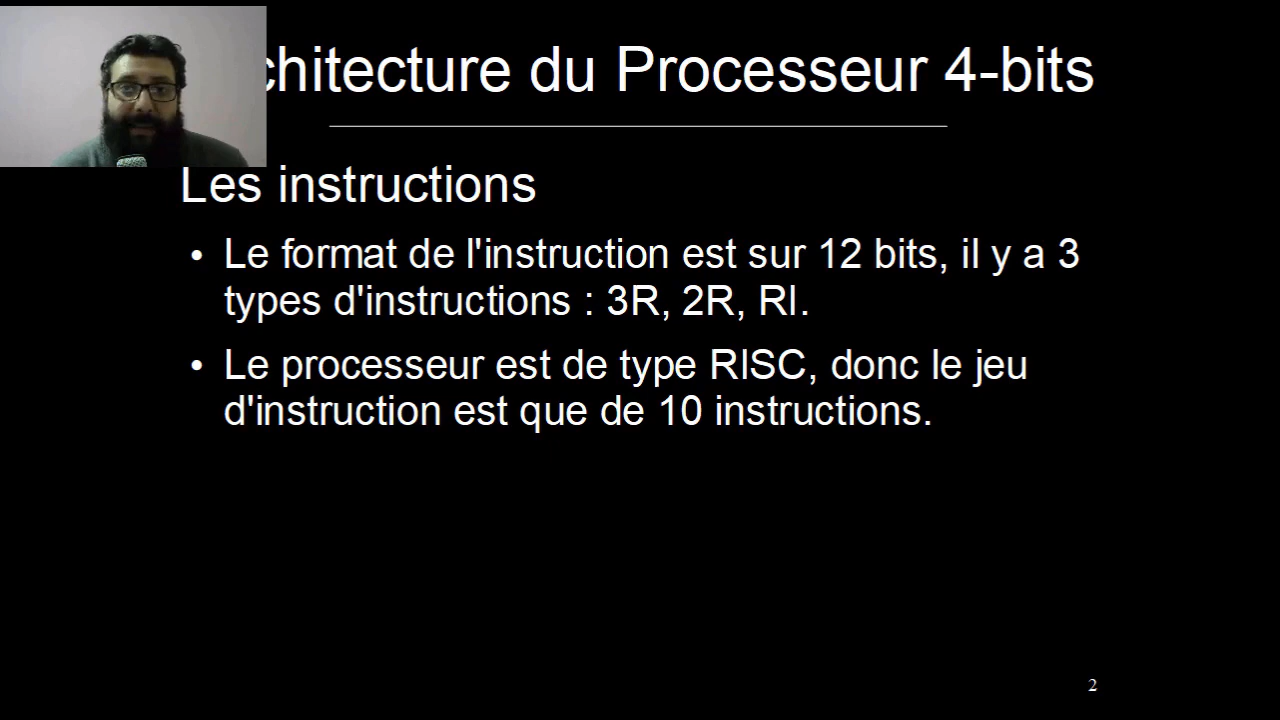 chitecture du Processeur 4-bits
Les instructions
• Le format de l'instruction est sur 12 bits, il y a 3
types d'instructions : 3R, 2R, RI.
• Le processeur est de type RISC, donc le jeu
d'instruction est que de 10 instructions.
2